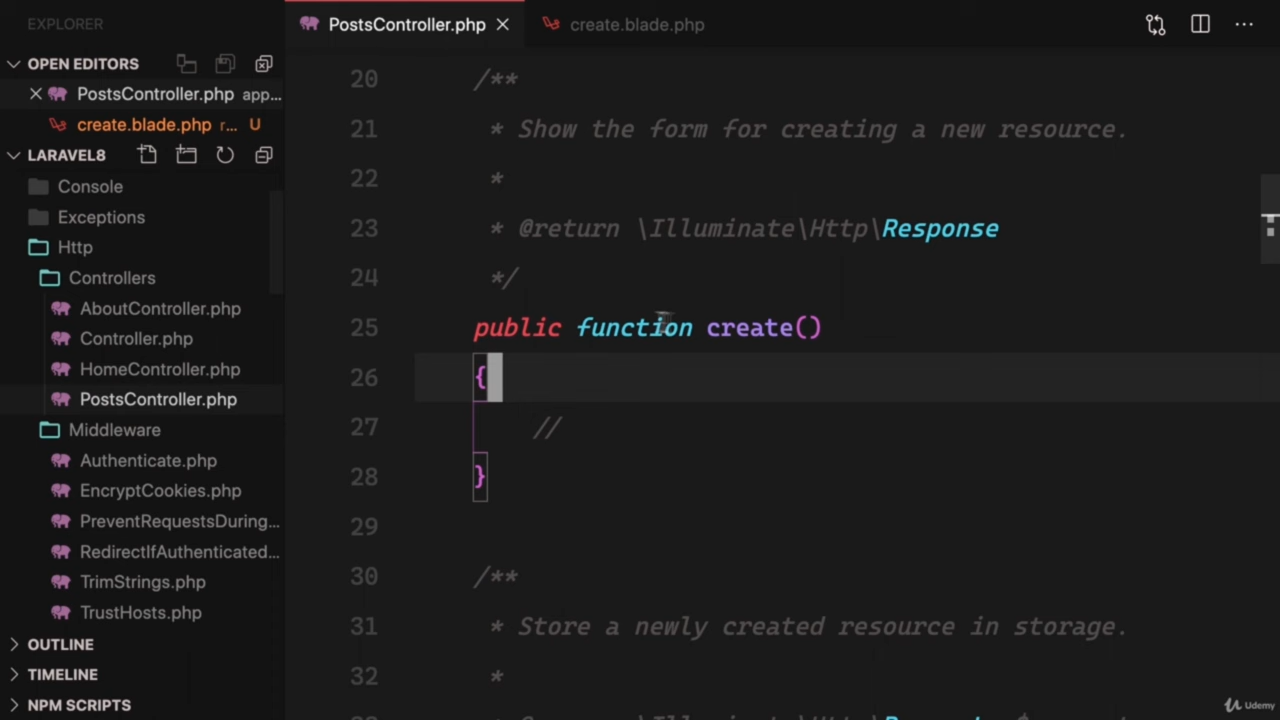 EXPLORER
PostsController.php
create.blade.php
OPEN EDITORS
PostsController.php app...
create.blade.php r... U
LARAVEL8
Console
Exceptions
Http
Controllers
AboutController.php
Controller.php
HomeController.php
PostsController.php
Middleware
Authenticate.php
EncryptCookies.php
PreventRequestsDuring...
RedirectIfAuthenticated...
TrimStrings.php
TrustHosts.php
OUTLINE
TIMELINE
NPM SCRIPTS
20 /**
21 * Show the form for creating a new resource.
22 *
23 * @return \Illuminate\Http\Response
24 */
25 public function create()
26 {
27 //
28 }
29
30 /**
31 * Store a newly created resource in storage.
32 *
Udemy